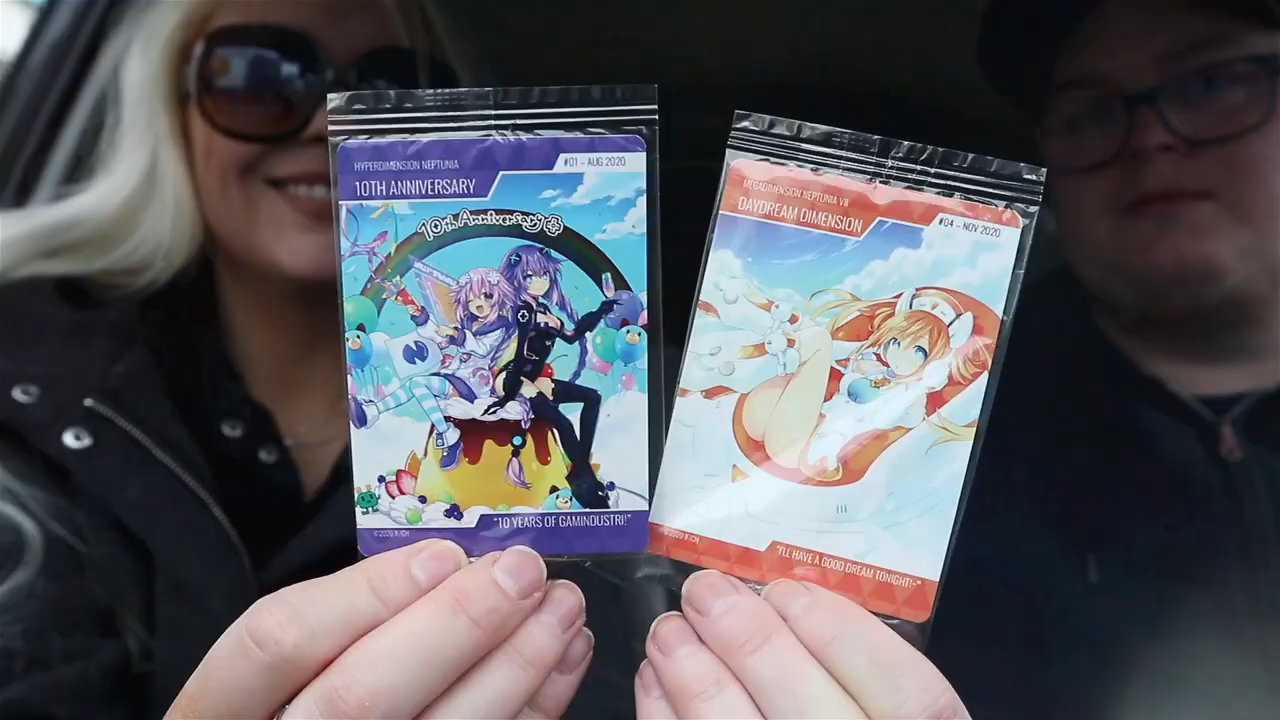 HYPERDIMENSION NEPTUNIA
#01 – AUG 2020
10TH ANNIVERSARY
10th Anniversary
N
"10 YEARS OF GAMINDUSTRI!"
©2020 IF/CH
MEGADIMENSION NEPTUNIA VII
DAYDREAM DIMENSION
#04 – NOV 2020
©2020 IF/CH
"I'LL HAVE A GOOD DREAM TONIGHT!~"